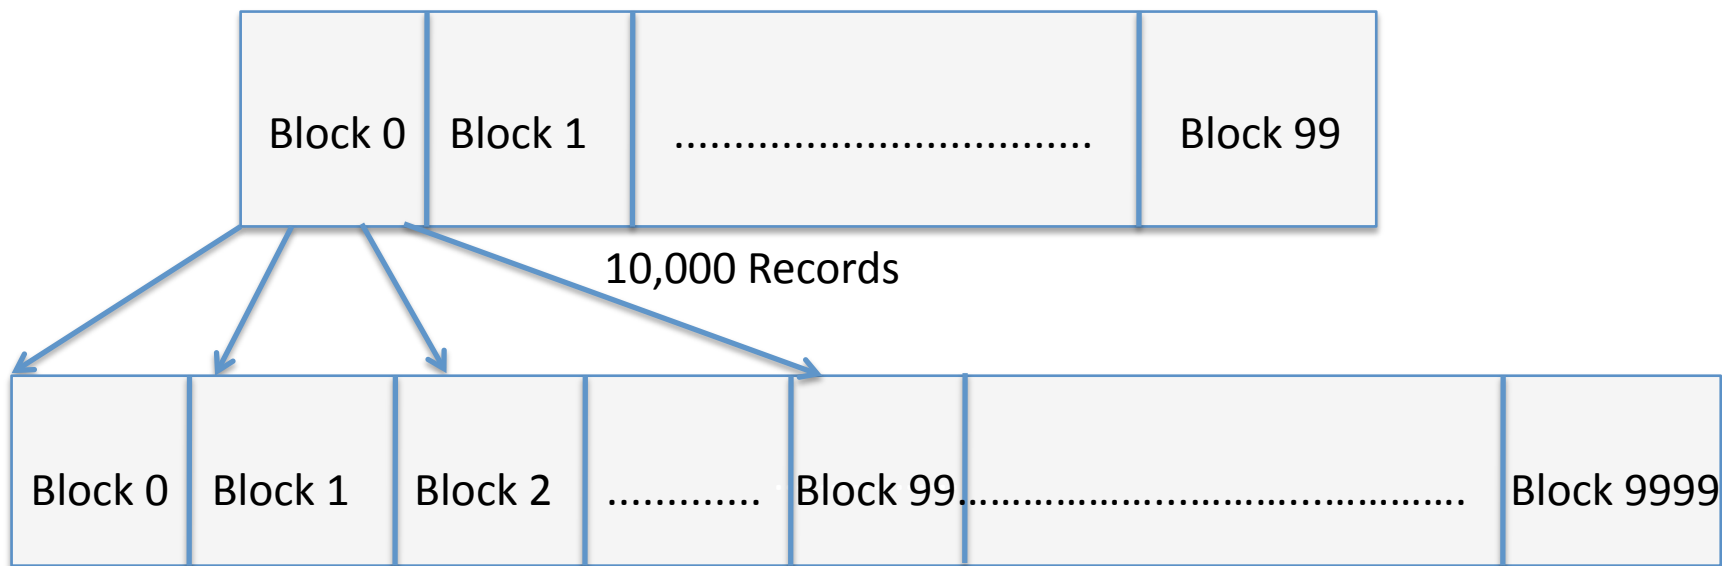 Block 0 Block 1 ................................... Block 99
10,000 Records
Block 0 Block 1 Block 2 ............. Block 99………………...………...…………. Block 9999